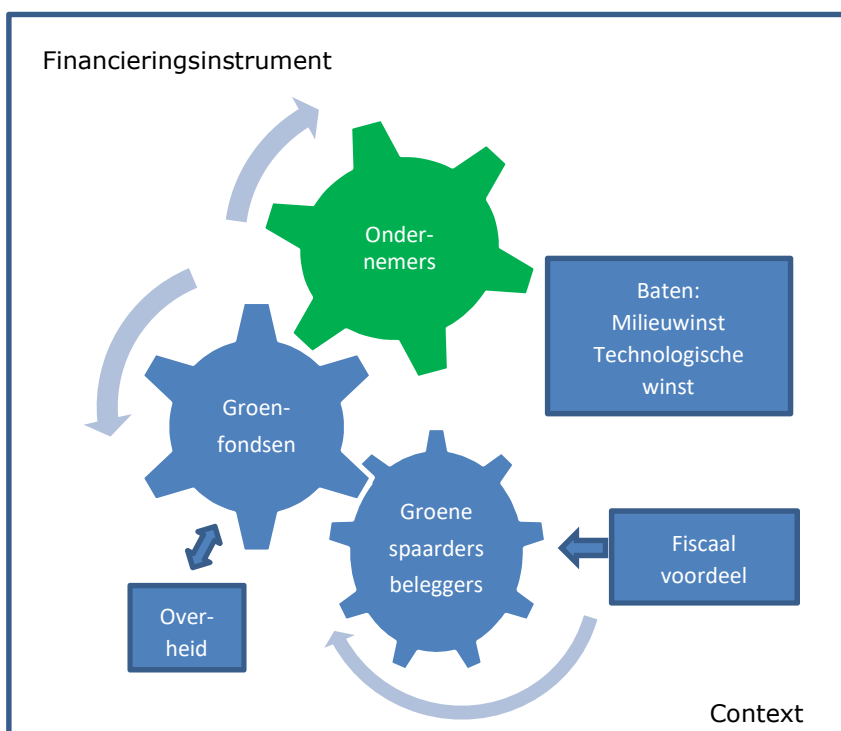 Financieringsinstrument
Onder-
nemers
Baten:
Milieuwinst
Technologische
winst
Groen-
fondsen
Groene
spaarders
beleggers
Fiscaal
voordeel
Over-
heid
Context